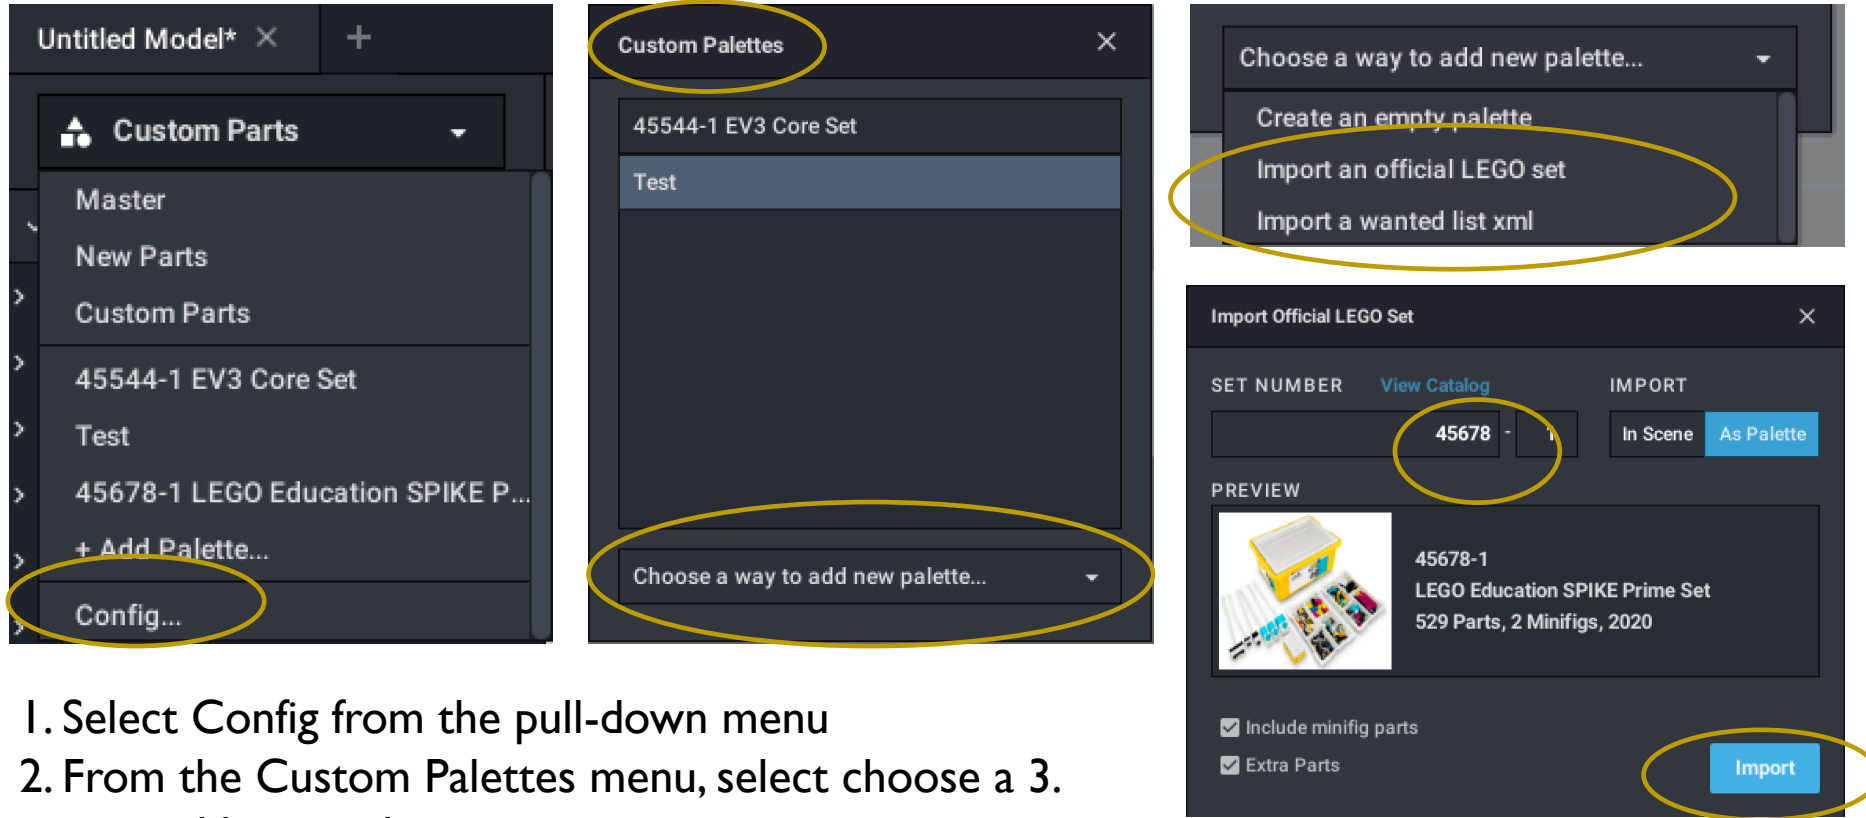 Untitled Model* × +
Custom Parts
Master
New Parts
Custom Parts
45544-1 EV3 Core Set
Test
45678-1 LEGO Education SPIKE P...
+ Add Palette...
Config...
Custom Palettes ×
45544-1 EV3 Core Set
Test
Choose a way to add new palette...
Choose a way to add new palette...
Create an empty palette
Import an official LEGO set
Import a wanted list xml
Import Official LEGO Set ×
SET NUMBER View Catalog IMPORT
45678 - 1 In Scene As Palette
PREVIEW
45678-1
LEGO Education SPIKE Prime Set
529 Parts, 2 Minifigs, 2020
Include minifig parts
Extra Parts
Import
1. Select Config from the pull-down menu
2. From the Custom Palettes menu, select choose a 3.